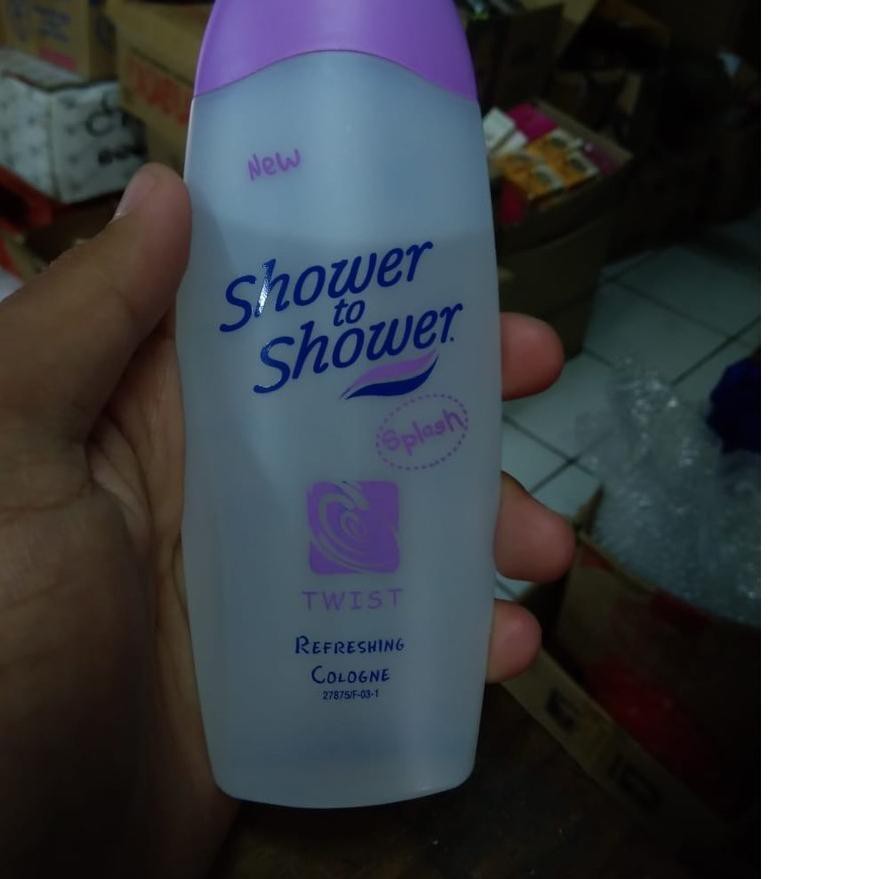 New
Shower
to
Shower
Splash
TWIST
REFRESHING
COLOGNE
27875/F-03-1